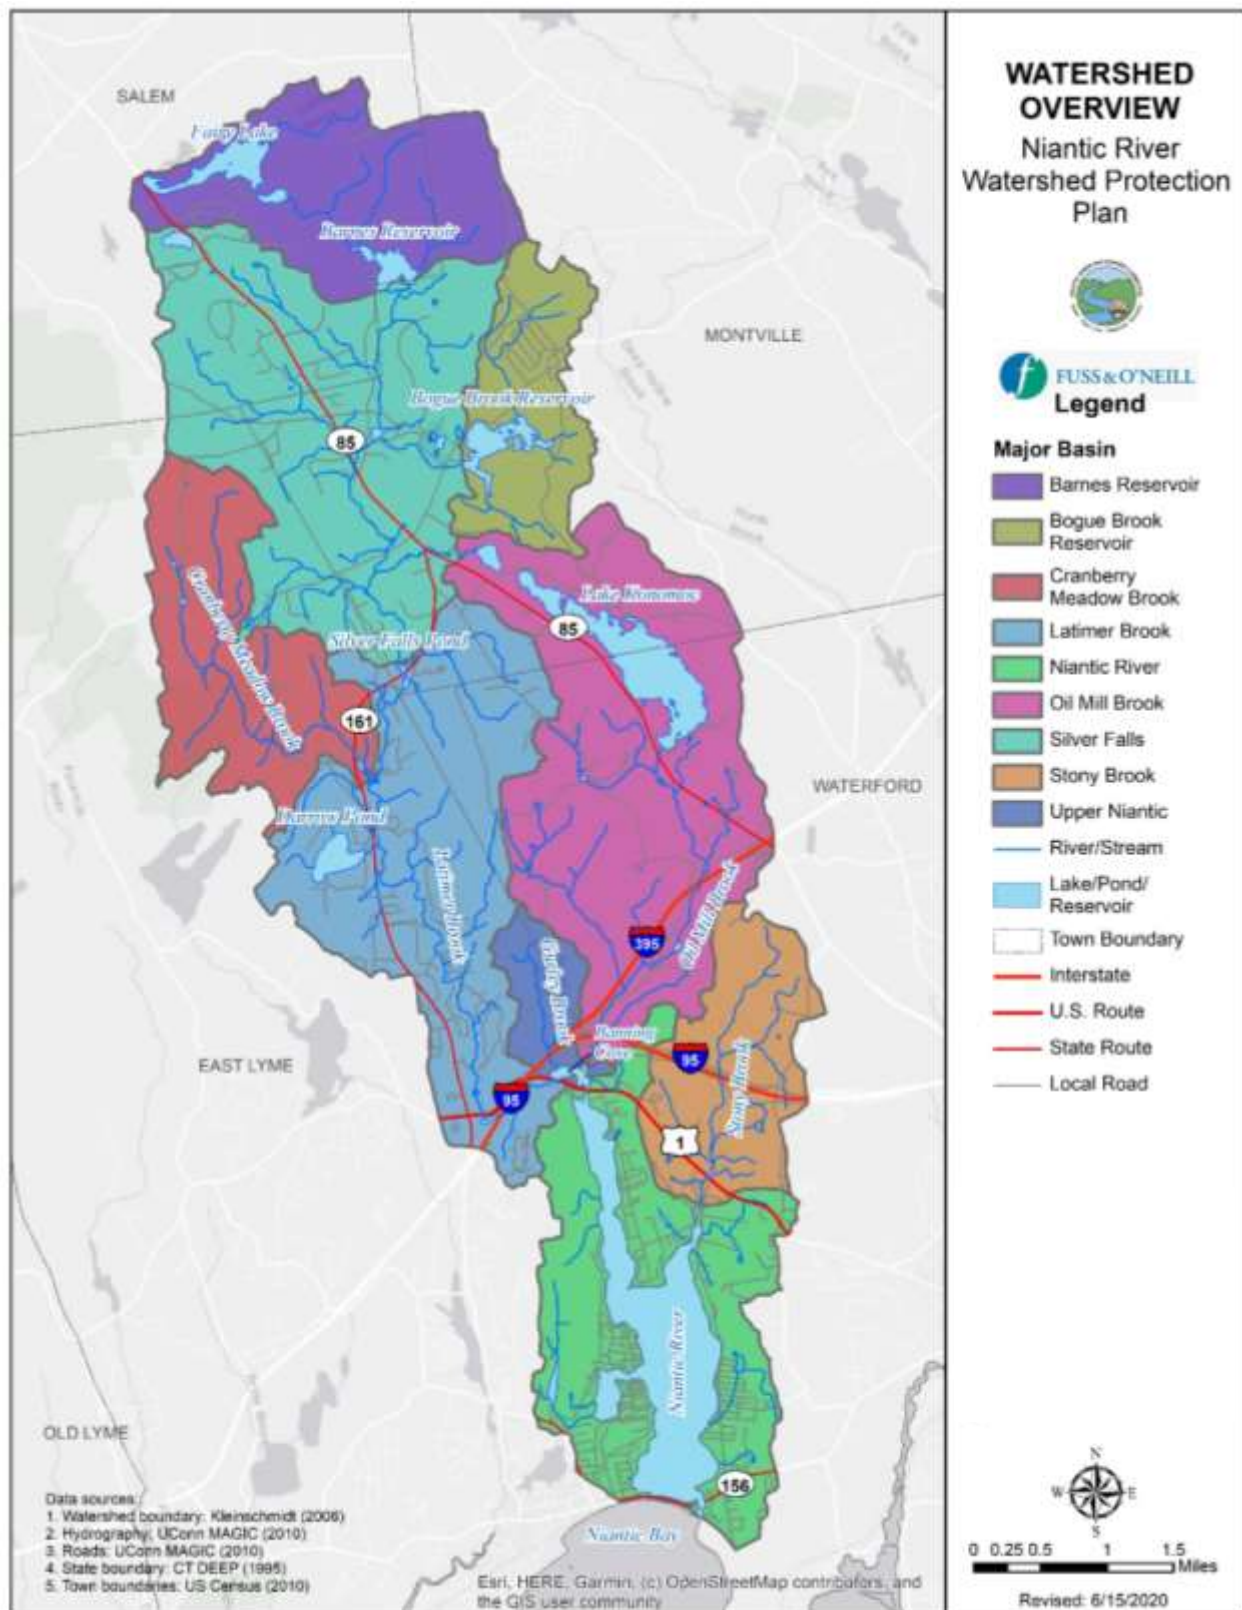 WATERSHED
OVERVIEW
Niantic River
Watershed Protection
Plan
FUSS & O'NEILL
Legend
Major Basin
Barnes Reservoir
Bogue Brook
Reservoir
Cranberry
Meadow Brook
Latimer Brook
Niantic River
Oil Mill Brook
Silver Falls
Stony Brook
Upper Niantic
River/Stream
Lake/Pond/
Reservoir
Town Boundary
Interstate
U.S. Route
State Route
Local Road
N
W E
S
0 0.25 0.5 1 1.5
Miles
Revised: 6/15/2020
SALEM
Fairy Lake
Barnes Reservoir
MONTVILLE
Bogue Brook Reservoir
85
Lake Konomoc
85
Cranberry Meadow Brook
Silver Falls Pond
161
WATERFORD
Darrow Pond
Latimer Brook
Oil Mill Brook
395
Banning
Cove
EAST LYME
95
95
Stony Brook
1
Niantic River
OLD LYME
156
Niantic Bay
Data sources:
1. Watershed boundary: Kleinschmidt (2006)
2. Hydrography: UConn MAGIC (2010)
3. Roads: UConn MAGIC (2010)
4. State boundary: CT DEEP (1995)
5. Town boundaries: US Census (2010)
Esri, HERE, Garmin, (c) OpenStreetMap contributors, and
the GIS user community